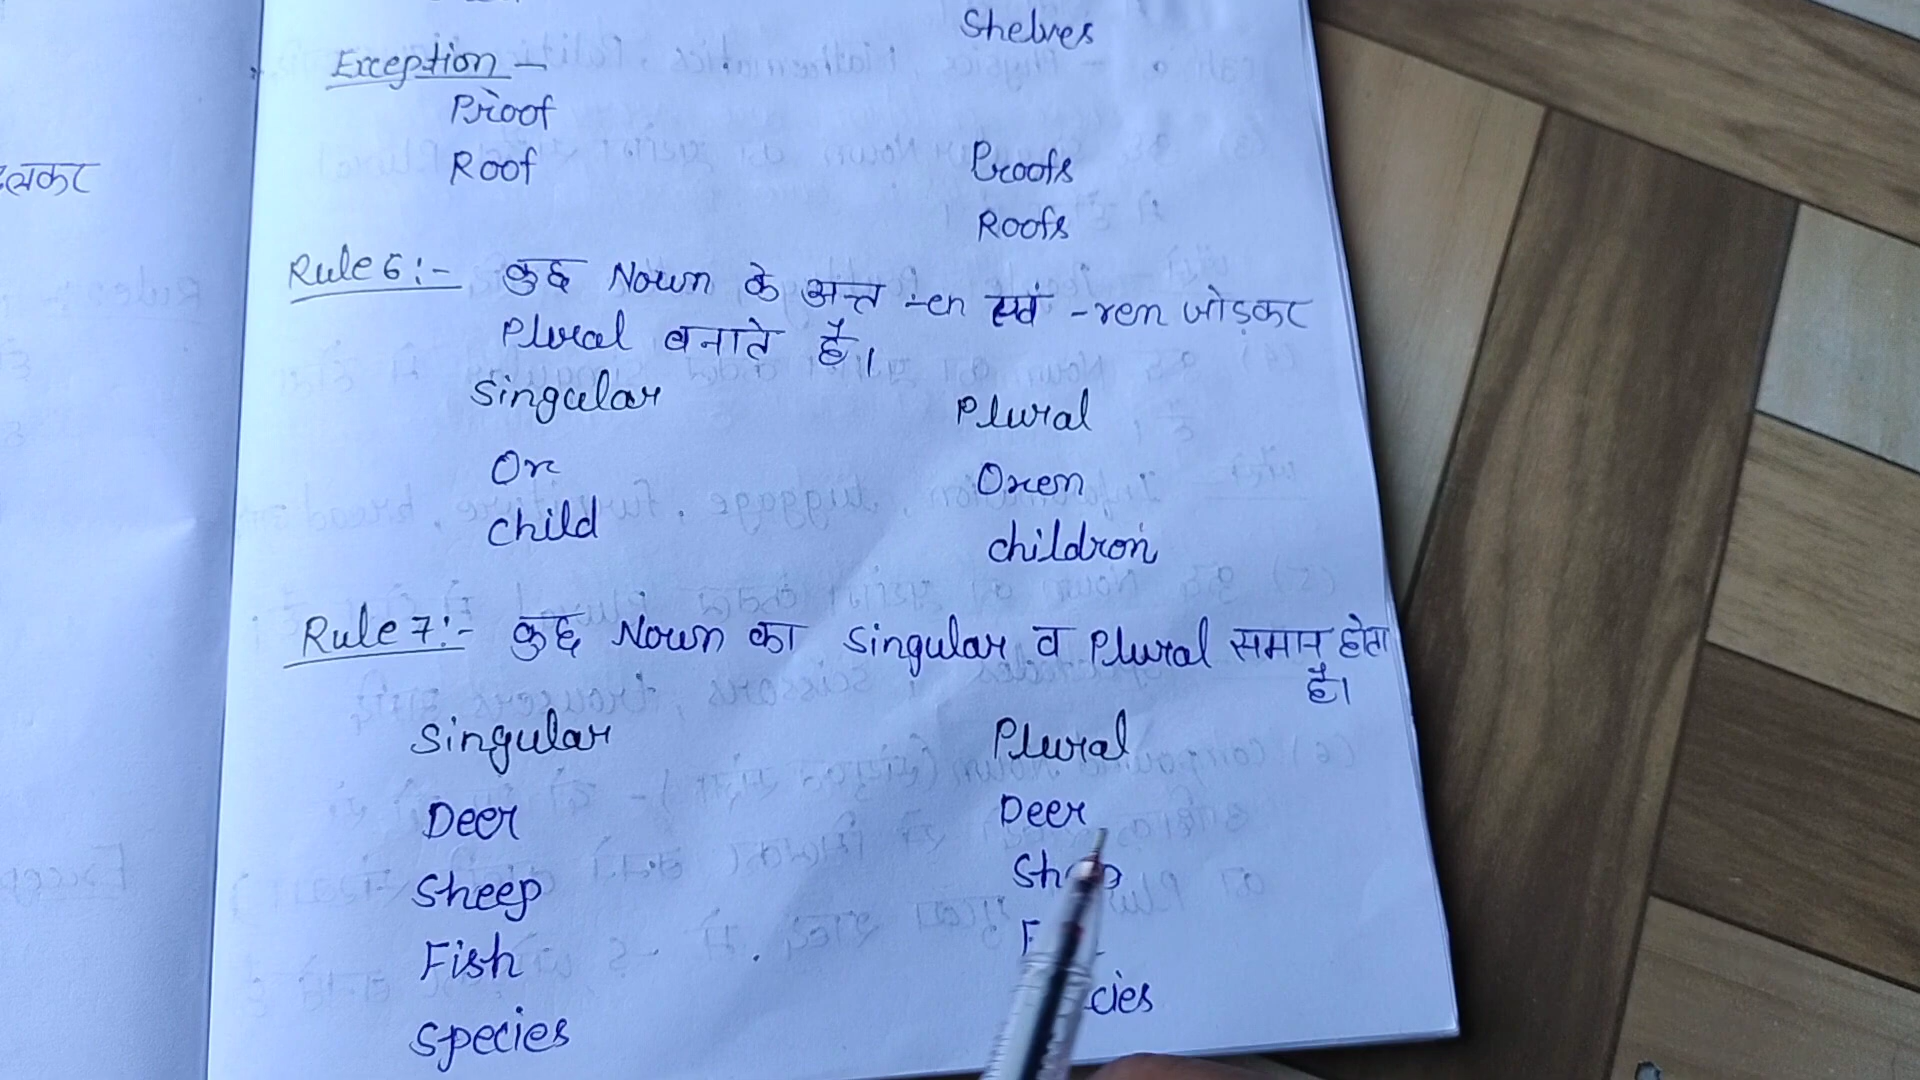 Shelves
Exception -
Proof
Roof Proofs
Roofs
Rule 6:- कुछ Noun के अन्त -en एवं -ren जोड़कर
Plural बनाते है।
Singular Plural
Ox Oxen
child children
Rule 7:- कुछ Noun का Singular व Plural समान होता
है।
Singular Plural
Deer Deer
Sheep
Fish
Species